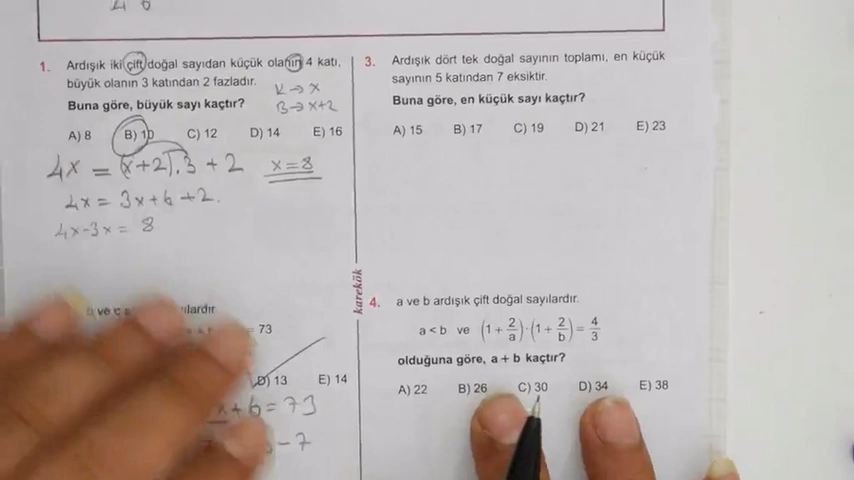 1. Ardışık iki çift doğal sayıdan küçük olanın 4 katı,
büyük olanın 3 katından 2 fazladır.
K → x
B → x+2
Buna göre, büyük sayı kaçtır?
A) 8 B) 10 C) 12 D) 14 E) 16
4x = (x+2).3 + 2 x=8
4x = 3x+6+2.
4x-3x = 8
ve
ılardır
= 73
D) 13 E) 14
x+6=73
-7
karekök
3. Ardışık dört tek doğal sayının toplamı, en küçük
sayının 5 katından 7 eksiktir.
Buna göre, en küçük sayı kaçtır?
A) 15 B) 17 C) 19 D) 21 E) 23
4. a ve b ardışık çift doğal sayılardır.
a < b ve (1 + 2/a)·(1 + 2/b) = 4/3
olduğuna göre, a + b kaçtır?
A) 22 B) 26 C) 30 D) 34 E) 38